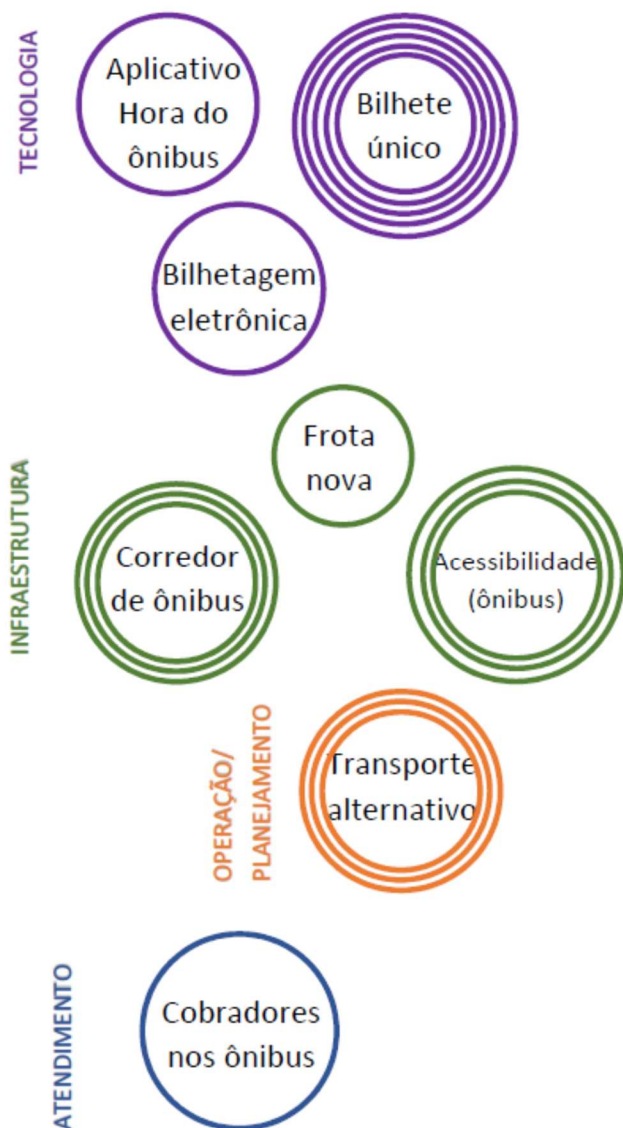 TECNOLOGIA
Aplicativo
Hora do
ônibus
Bilhete
único
Bilhetagem
eletrônica
INFRAESTRUTURA
Frota
nova
Corredor
de ônibus
Acessibilidade
(ônibus)
OPERAÇÃO/
PLANEJAMENTO
Transporte
alternativo
ATENDIMENTO
Cobradores
nos ônibus